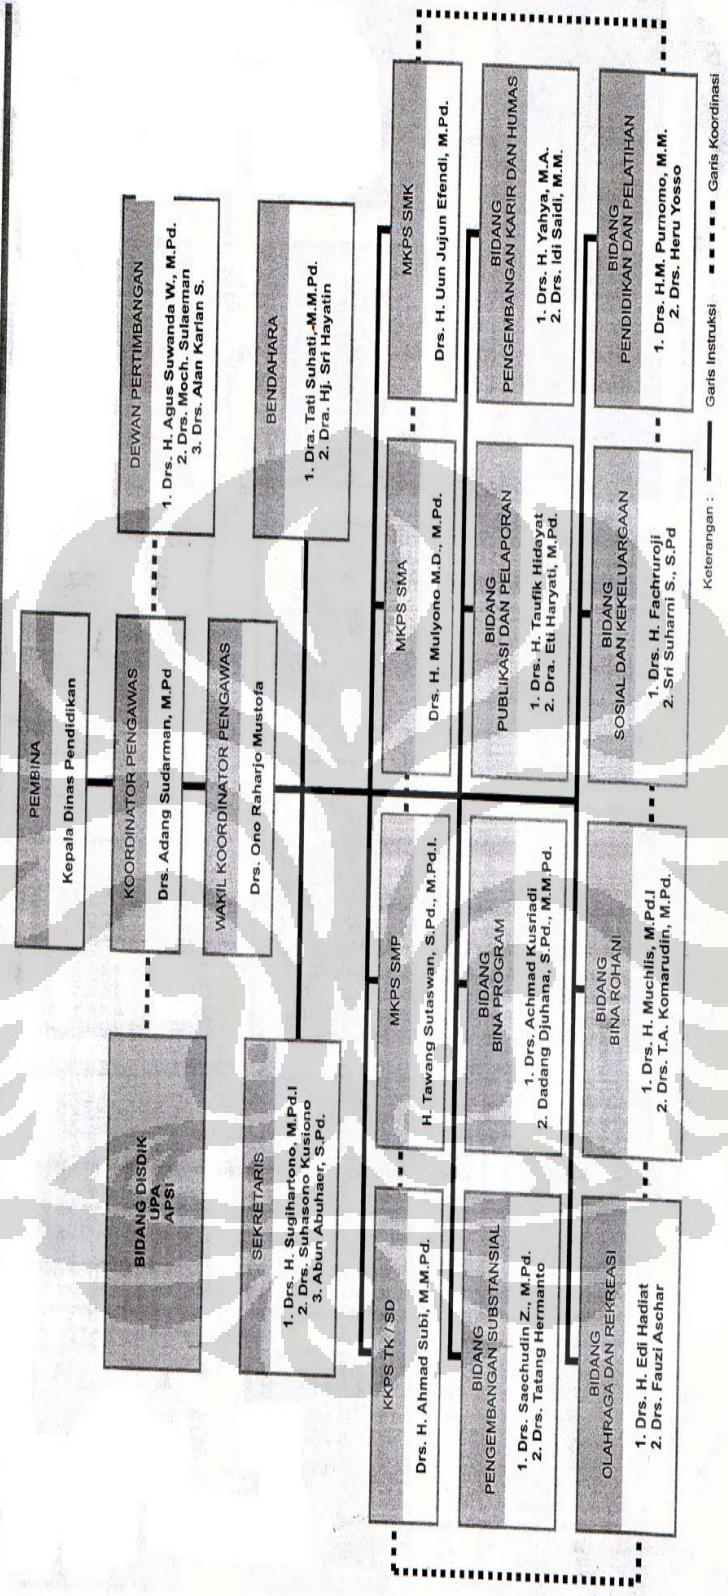 PEMBINA
Kepala Dinas Pendidikan
BIDANG DISDIK
UPA
APSI
KOORDINATOR PENGAWAS
Drs. Adang Sudarman, M.Pd
DEWAN PERTIMBANGAN
1. Drs. H. Agus Suwanda W., M.Pd.
2. Drs. Moch. Sulaeman
3. Drs. Alan Karlan S.
WAKIL KOORDINATOR PENGAWAS
Drs. Ono Raharjo Mustofa
SEKRETARIS
1. Drs. H. Sugihartono, M.Pd.I
2. Drs. Suhasono Kusiono
3. Abun Abuhaer, S.Pd.
BENDAHARA
1. Dra. Tati Suhati, M.M.Pd.
2. Dra. Hj. Sri Hayatin
KKPS TK / SD
Drs. H. Ahmad Subi, M.M.Pd.
MKPS SMP
H. Tawang Sutaswan, S.Pd., M.Pd.I.
MKPS SMA
Drs. H. Mulyono M.D., M.Pd.
MKPS SMK
Drs. H. Uun Jujun Efendi, M.Pd.
BIDANG
PENGEMBANGAN SUBSTANSIAL
1. Drs. Saechudin Z., M.Pd.
2. Drs. Tatang Hermanto
BIDANG
BINA PROGRAM
1. Drs. Achmad Kusriadi
2. Dadang Djuhana, S.Pd., M.M.Pd.
BIDANG
PUBLIKASI DAN PELAPORAN
1. Drs. H. Taufik Hidayat
2. Dra. Eti Haryati, M.Pd.
BIDANG
PENGEMBANGAN KARIR DAN HUMAS
1. Drs. H. Yahya, M.A.
2. Drs. Idi Saidi, M.M.
BIDANG
OLAHRAGA DAN REKREASI
1. Drs. H. Edi Hadiat
2. Drs. Fauzi Aschar
BIDANG
BINA ROHANI
1. Drs. H. Muchlis, M.Pd.I
2. Drs. T.A. Komarudin, M.Pd.
BIDANG
SOSIAL DAN KEKELUARGAAN
1. Drs. H. Fachruroji
2. Sri Suharni S., S.Pd
BIDANG
PENDIDIKAN DAN PELATIHAN
1. Drs. H.M. Purnomo, M.M.
2. Drs. Heru Yosso
Keterangan : Garis Instruksi Garis Koordinasi